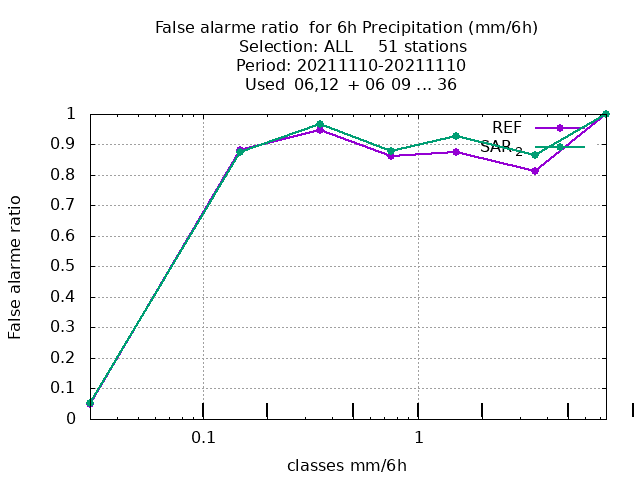 False alarme ratio  for 6h Precipitation (mm/6h)
Selection: ALL     51 stations
Period: 20211110-20211110
Used  06,12  + 06 09 ... 36
REF
SAR_2
1
0.9
0.8
0.7
0.6
0.5
0.4
0.3
0.2
0.1
0
False alarme ratio
0.1
1
classes mm/6h